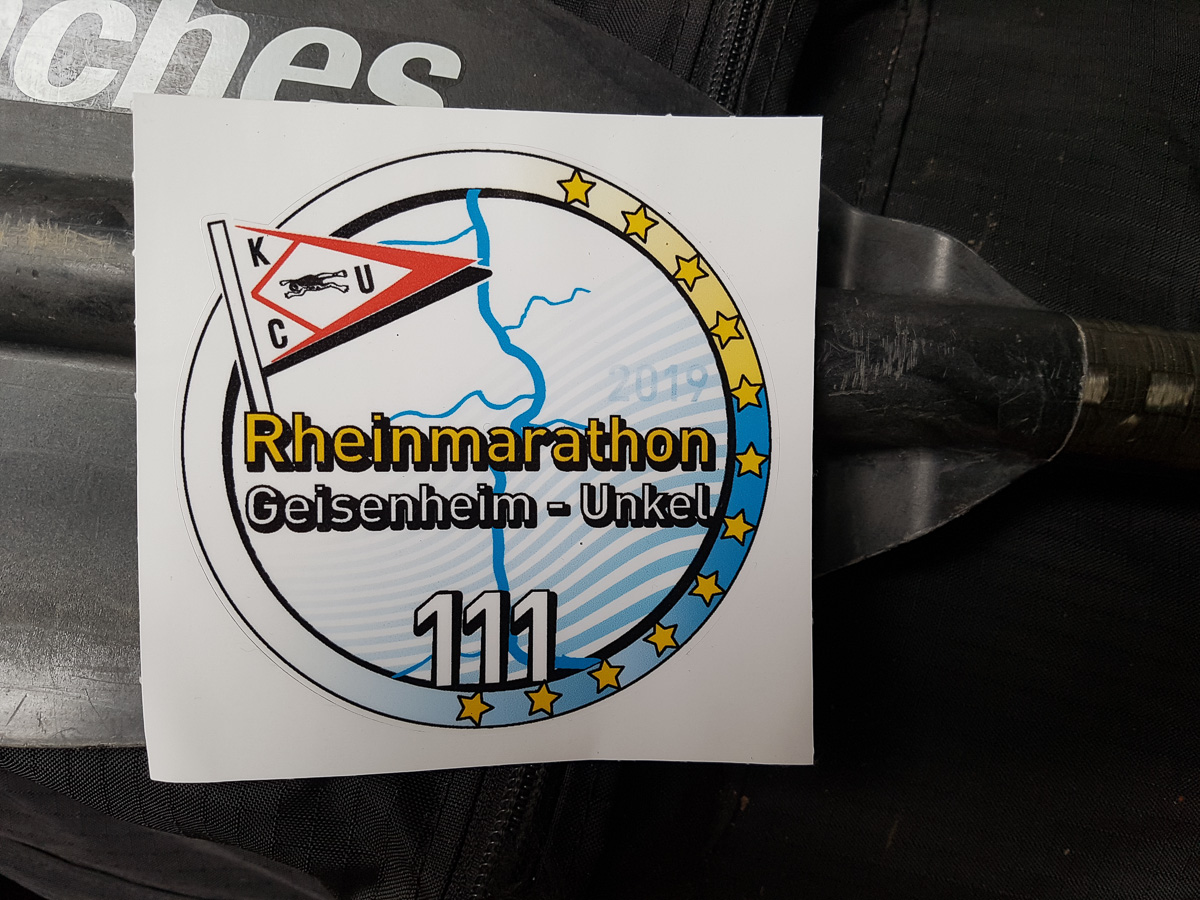 ches
K
U
C
2019
Rheinmarathon
Geisenheim - Unkel
111